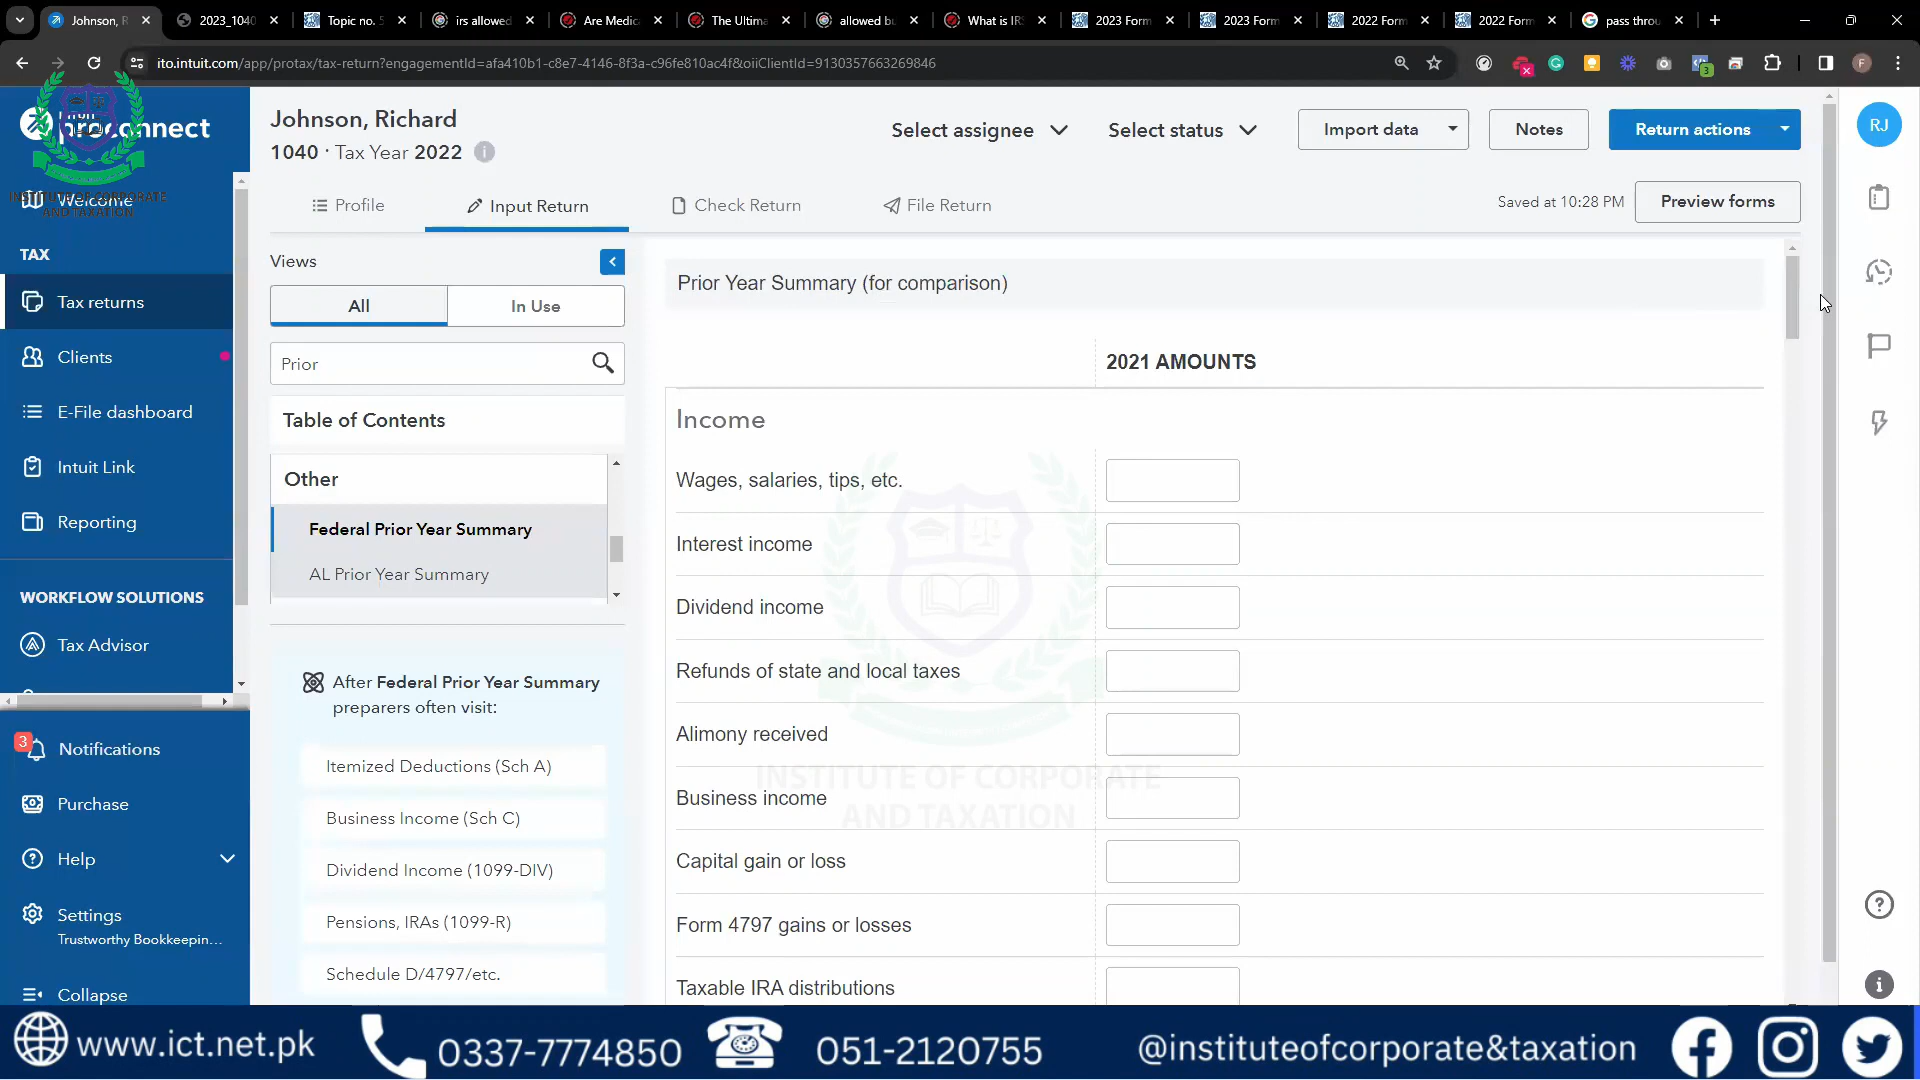 Johnson, R
2023_1040
Topic no. 5
irs allowed
Are Medic
The Ultima
allowed bu
What is IRS
2023 Form
2023 Form
2022 Form
2022 Form
pass throu
ito.intuit.com/app/protax/tax-return?engagementId=afa410b1-c8e7-4146-8f3a-c96fe810ac4f&oiiClientId=9130357663269846
proconnect
INSTITUTE OF CORPORATE
AND TAXATION
Welcome
TAX
Tax returns
Clients
E-File dashboard
Intuit Link
Reporting
WORKFLOW SOLUTIONS
Tax Advisor
3
Notifications
Purchase
Help
Settings
Trustworthy Bookkeepin...
Collapse
Johnson, Richard
1040 · Tax Year 2022
Select assignee
Select status
Import data
Notes
Return actions
RJ
Profile
Input Return
Check Return
File Return
Saved at 10:28 PM
Preview forms
Views
All
In Use
Prior
Table of Contents
Other
Federal Prior Year Summary
AL Prior Year Summary
After Federal Prior Year Summary
preparers often visit:
Itemized Deductions (Sch A)
Business Income (Sch C)
Dividend Income (1099-DIV)
Pensions, IRAs (1099-R)
Schedule D/4797/etc.
Prior Year Summary (for comparison)
2021 AMOUNTS
Income
Wages, salaries, tips, etc.
Interest income
Dividend income
Refunds of state and local taxes
Alimony received
Business income
Capital gain or loss
Form 4797 gains or losses
Taxable IRA distributions
INSTITUTE OF CORPORATE
AND TAXATION
www.ict.net.pk
0337-7774850
051-2120755
@instituteofcorporate&taxation